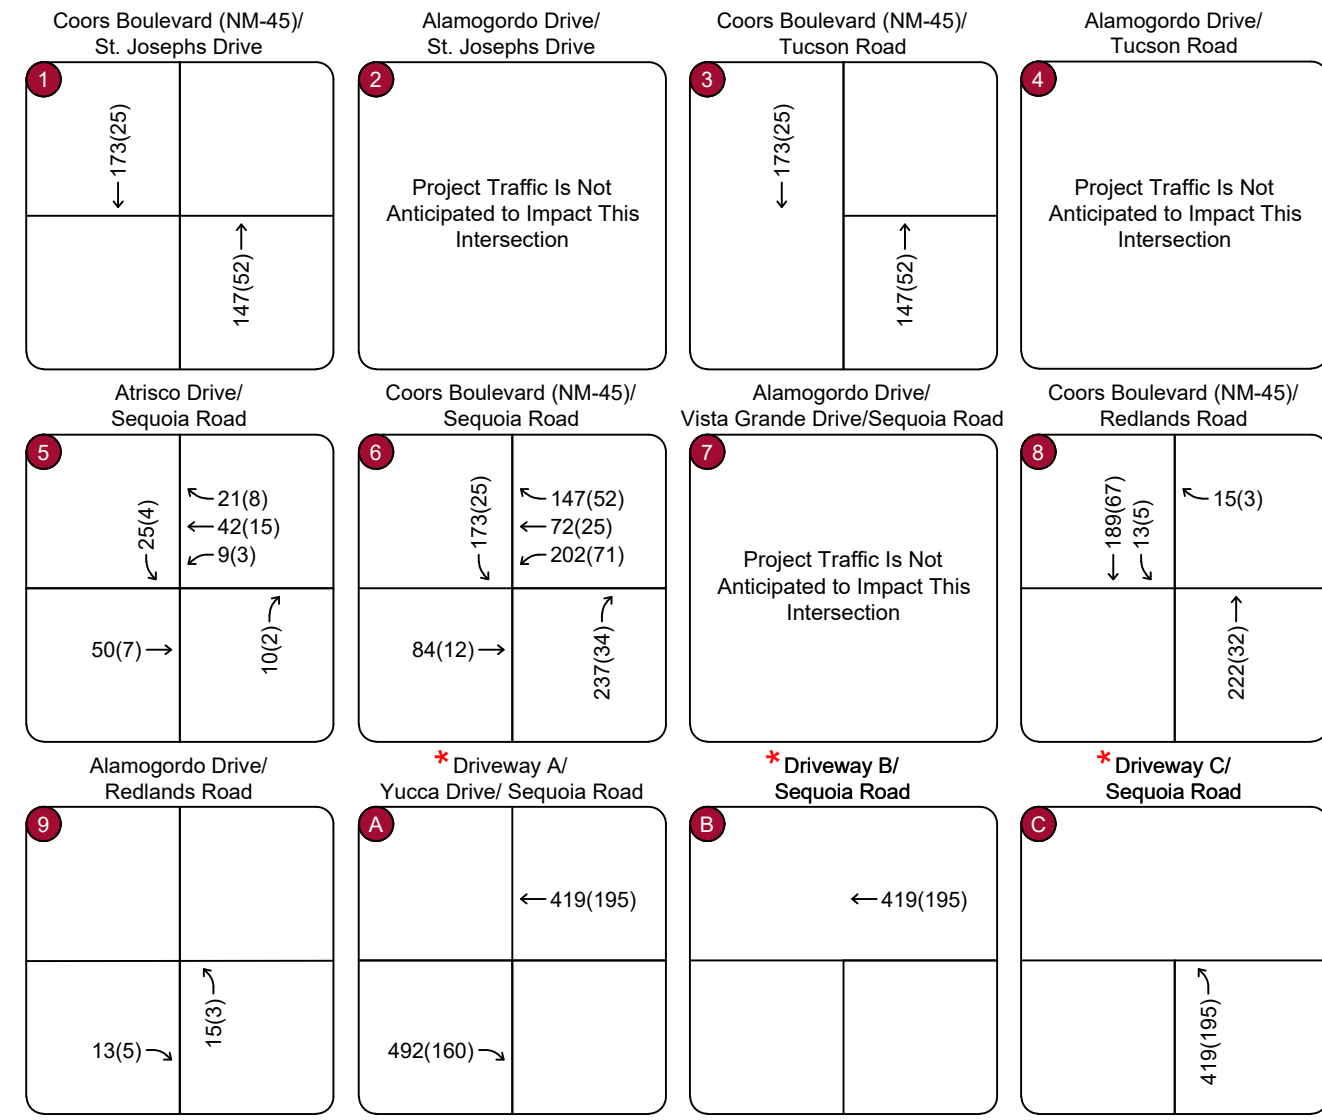 Coors Boulevard (NM-45)/
St. Josephs Drive
1
173(25)
147(52)
Alamogordo Drive/
St. Josephs Drive
2
Project Traffic Is Not
Anticipated to Impact This
Intersection
Coors Boulevard (NM-45)/
Tucson Road
3
173(25)
147(52)
Alamogordo Drive/
Tucson Road
4
Project Traffic Is Not
Anticipated to Impact This
Intersection
Atrisco Drive/
Sequoia Road
5
25(4)
21(8)
42(15)
9(3)
50(7)
10(2)
Coors Boulevard (NM-45)/
Sequoia Road
6
173(25)
147(52)
72(25)
202(71)
84(12)
237(34)
Alamogordo Drive/
Vista Grande Drive/Sequoia Road
7
Project Traffic Is Not
Anticipated to Impact This
Intersection
Coors Boulevard (NM-45)/
Redlands Road
8
189(67)
13(5)
15(3)
222(32)
Alamogordo Drive/
Redlands Road
9
13(5)
15(3)
* Driveway A/
Yucca Drive/ Sequoia Road
A
419(195)
492(160)
* Driveway B/
Sequoia Road
B
419(195)
* Driveway C/
Sequoia Road
C
419(195)